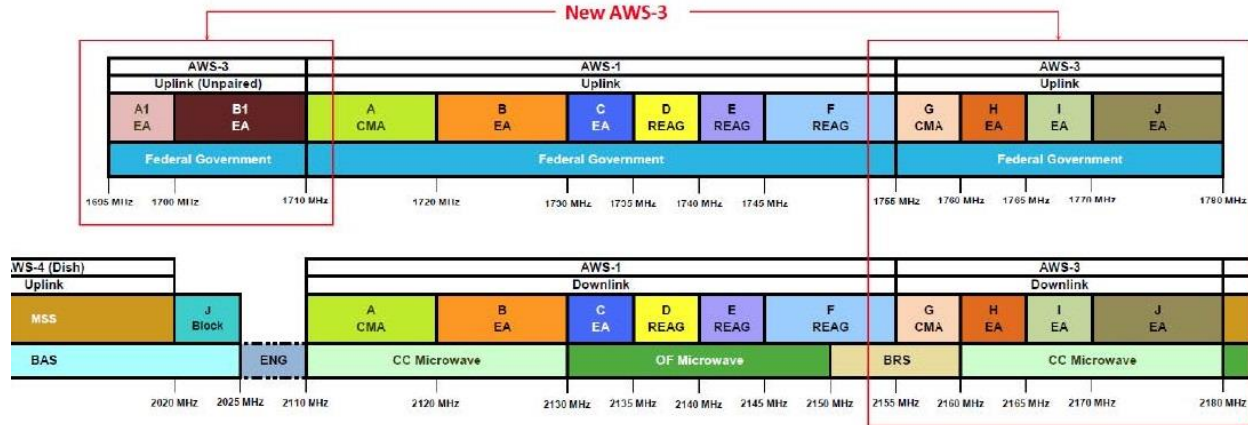 New AWS-3
AWS-3 AWS-1 AWS-3
Uplink (Unpaired) Uplink Uplink
A1 B1 A B C D E F G H I J
EA EA CMA EA EA REAG REAG REAG CMA EA EA EA
Federal Government Federal Government Federal Government
1695 MHz 1700 MHz 1710 MHz 1720 MHz 1730 MHz 1735 MHz 1740 MHz 1745 MHz 1755 MHz 1760 MHz 1765 MHz 1770 MHz 1780 MHz
WS-4 (Dish) AWS-1 AWS-3
Uplink Downlink Downlink
MSS J A B C D E F G H I J
Block CMA EA EA REAG REAG REAG CMA EA EA EA
BAS ENG CC Microwave OF Microwave BRS CC Microwave
2020 MHz 2025 MHz 2110 MHz 2120 MHz 2130 MHz 2135 MHz 2140 MHz 2145 MHz 2150 MHz 2155 MHz 2160 MHz 2165 MHz 2170 MHz 2180 MHz